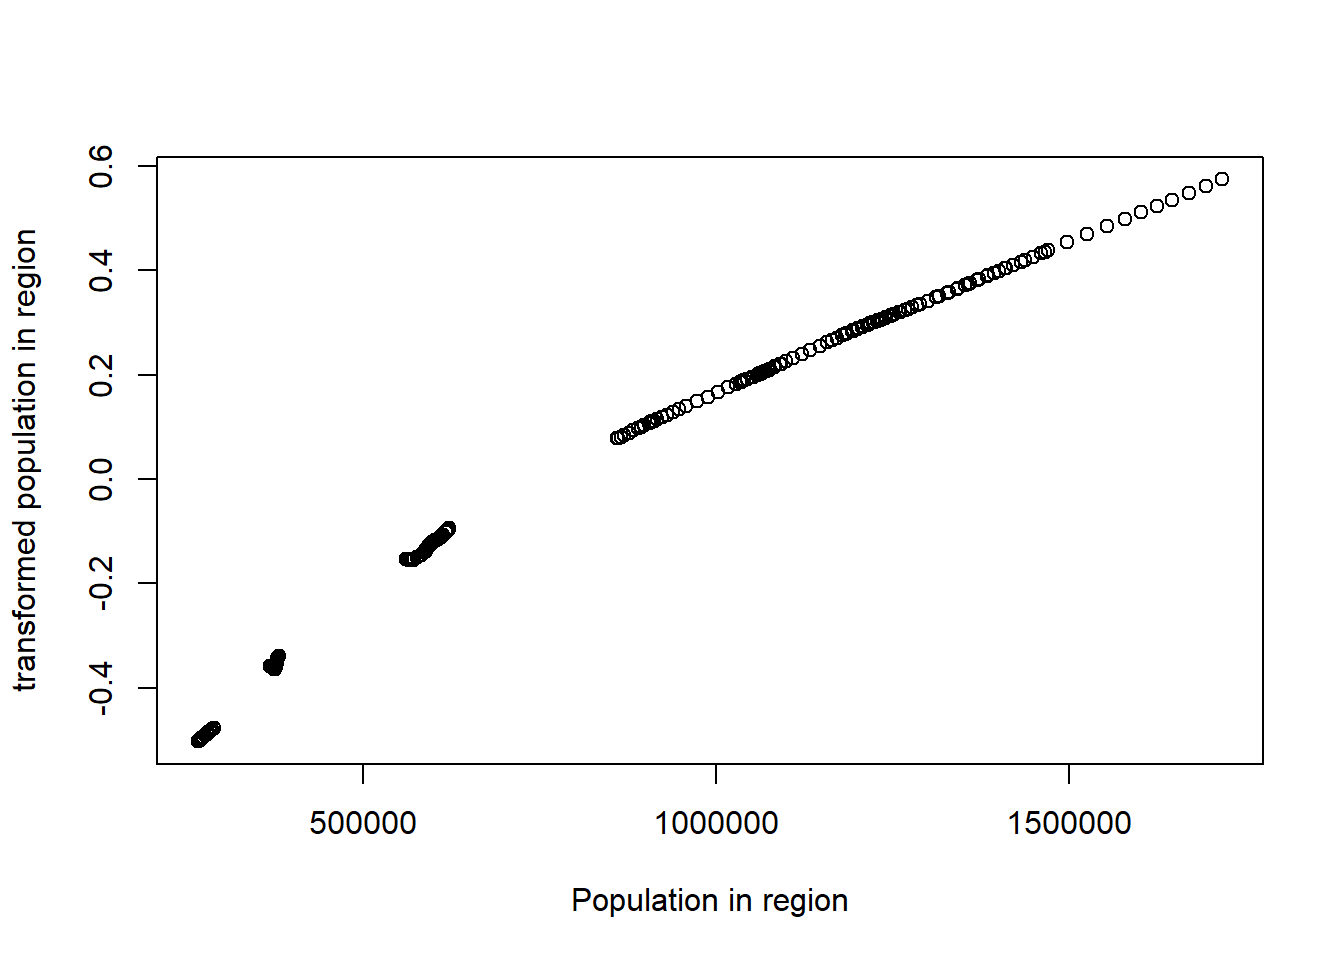 transformed population in region
0.6
0.4
0.2
0.0
-0.2
-0.4
500000 1000000 1500000
Population in region